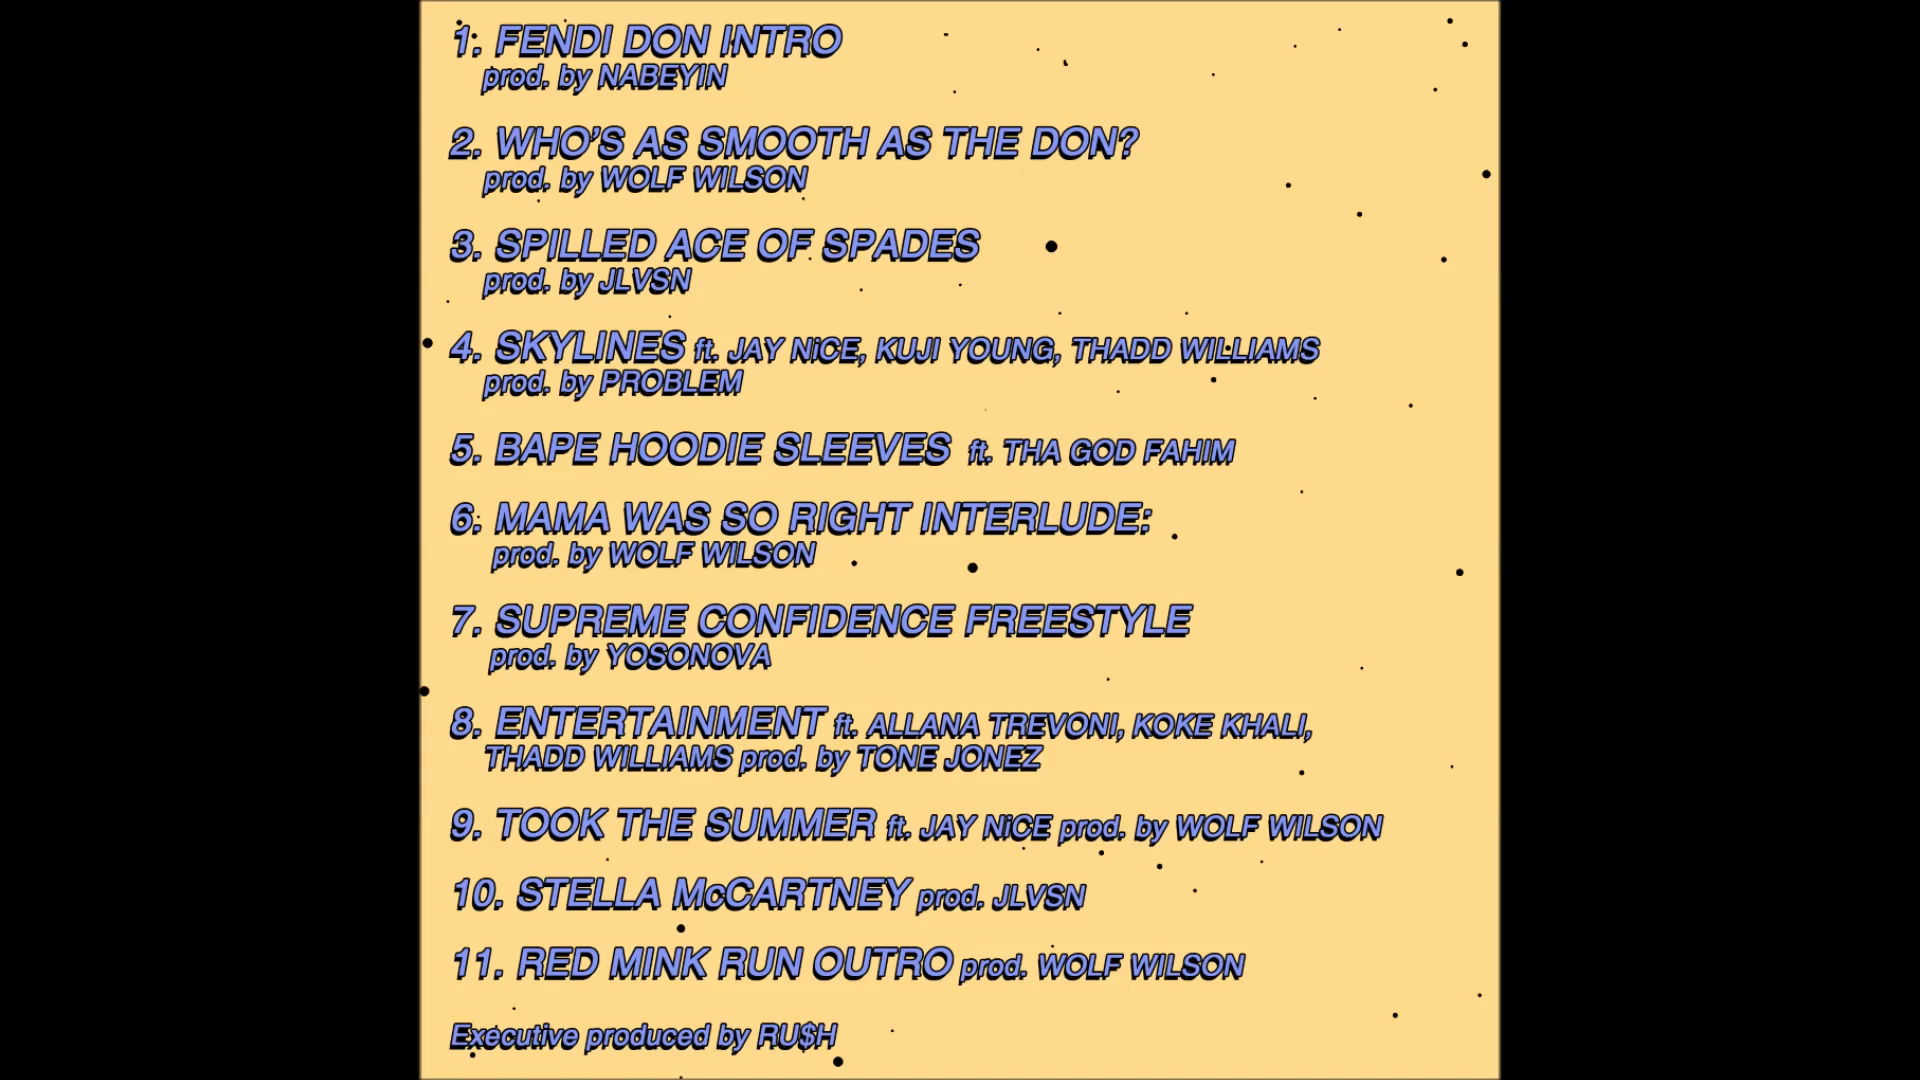 1. FENDI DON INTRO
prod. by NABEYIN
2. WHO'S AS SMOOTH AS THE DON?
prod. by WOLF WILSON
3. SPILLED ACE OF SPADES
prod. by JLVSN
4. SKYLINES ft. JAY NiCE, KUJI YOUNG, THADD WILLIAMS
prod. by PROBLEM
5. BAPE HOODIE SLEEVES ft. THA GOD FAHIM
6. MAMA WAS SO RIGHT INTERLUDE:
prod. by WOLF WILSON
7. SUPREME CONFIDENCE FREESTYLE
prod. by YOSONOVA
8. ENTERTAINMENT ft. ALLANA TREVONI, KOKE KHALI,
THADD WILLIAMS prod. by TONE JONEZ
9. TOOK THE SUMMER ft. JAY NiCE prod. by WOLF WILSON
10. STELLA McCARTNEY prod. JLVSN
11. RED MINK RUN OUTRO prod. WOLF WILSON
Executive produced by RU$H